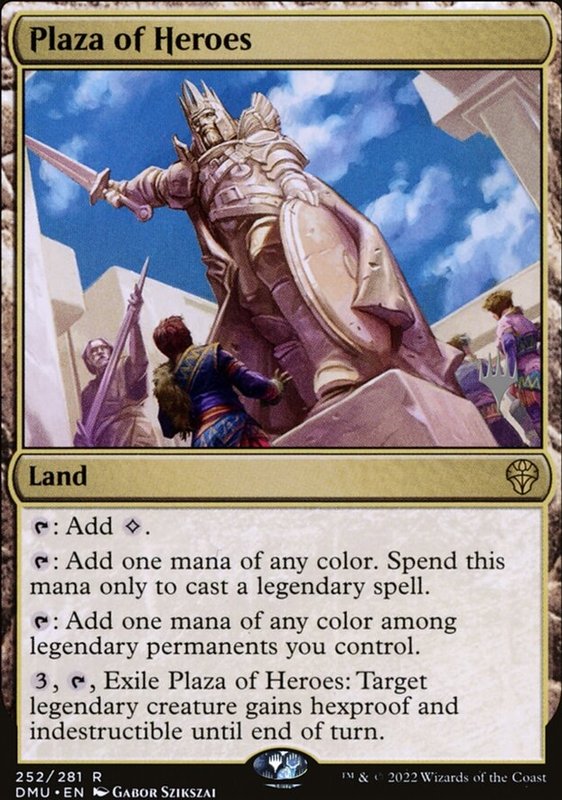 Plaza of Heroes
Land
: Add .
: Add one mana of any color. Spend this
mana only to cast a legendary spell.
: Add one mana of any color among
legendary permanents you control.
3, , Exile Plaza of Heroes: Target
legendary creature gains hexproof and
indestructible until end of turn.
252/281 R
DMU • EN GABOR SZIKSZAI
™ & © 2022 Wizards of the Coast